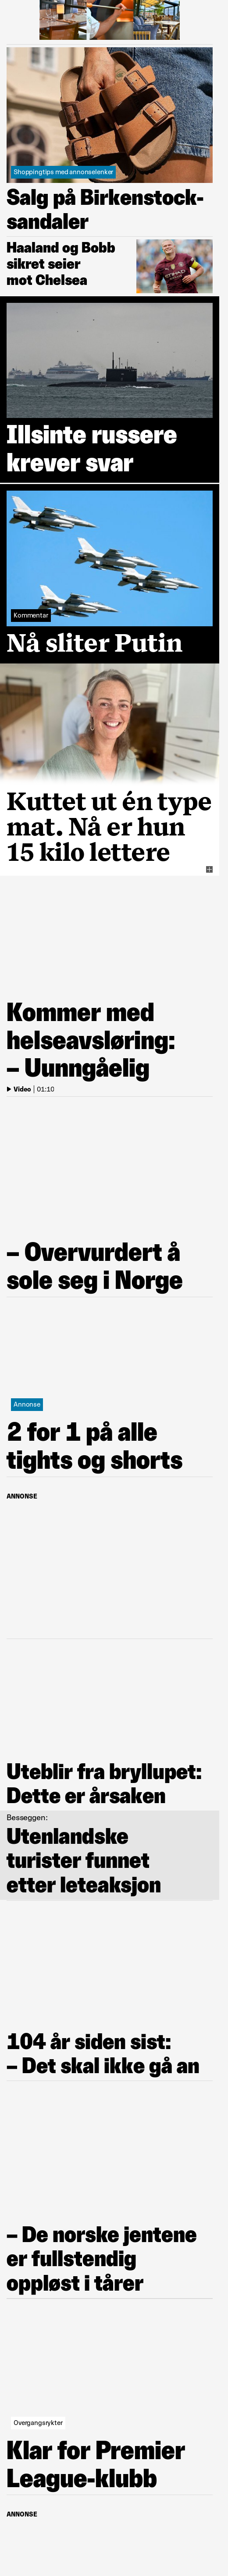 Shoppingtips med annonselenker
Salg på Birkenstock-
sandaler
Haaland og Bobb
sikret seier
mot Chelsea
Illsinte russere
krever svar
Kommentar
Nå sliter Putin
Kuttet ut én type
mat. Nå er hun
15 kilo lettere
Kommer med
helseavsløring:
– Uunngåelig
Video | 01:10
– Overvurdert å
sole seg i Norge
Annonse
2 for 1 på alle
tights og shorts
ANNONSE
Uteblir fra bryllupet:
Dette er årsaken
Besseggen:
Utenlandske
turister funnet
etter leteaksjon
104 år siden sist:
– Det skal ikke gå an
– De norske jentene
er fullstendig
oppløst i tårer
Overgangsrykter
Klar for Premier
League-klubb
ANNONSE